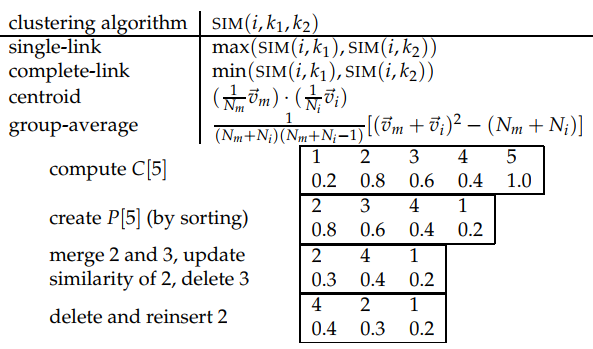 clustering algorithm SIM(i, k₁, k₂)
single-link max(SIM(i, k₁), SIM(i, k₂))
complete-link min(SIM(i, k₁), SIM(i, k₂))
centroid (1/Nₘ v⃗ₘ) · (1/Nᵢ v⃗ᵢ)
group-average 1/((Nₘ+Nᵢ)(Nₘ+Nᵢ−1)) [(v⃗ₘ + v⃗ᵢ)² − (Nₘ + Nᵢ)]
compute C[5]
1 2 3 4 5
0.2 0.8 0.6 0.4 1.0
create P[5] (by sorting)
2 3 4 1
0.8 0.6 0.4 0.2
merge 2 and 3, update
similarity of 2, delete 3
2 4 1
0.3 0.4 0.2
delete and reinsert 2
4 2 1
0.4 0.3 0.2